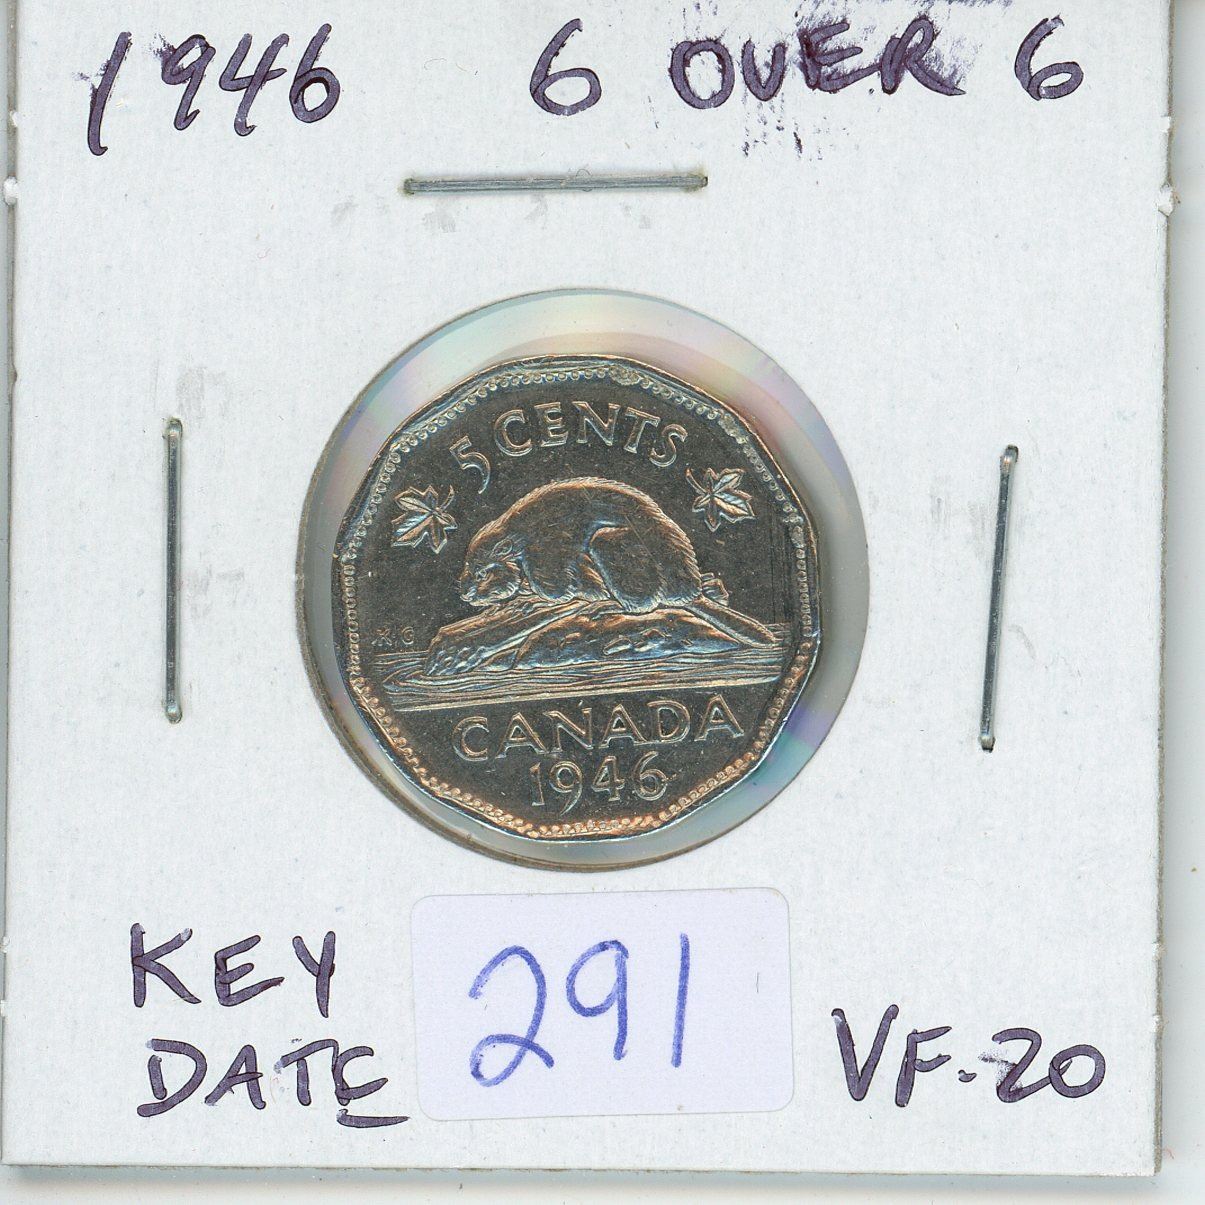 1946 6 OVER 6
5 CENTS
K G
CANADA
1946
KEY
DATE
291
VF-20